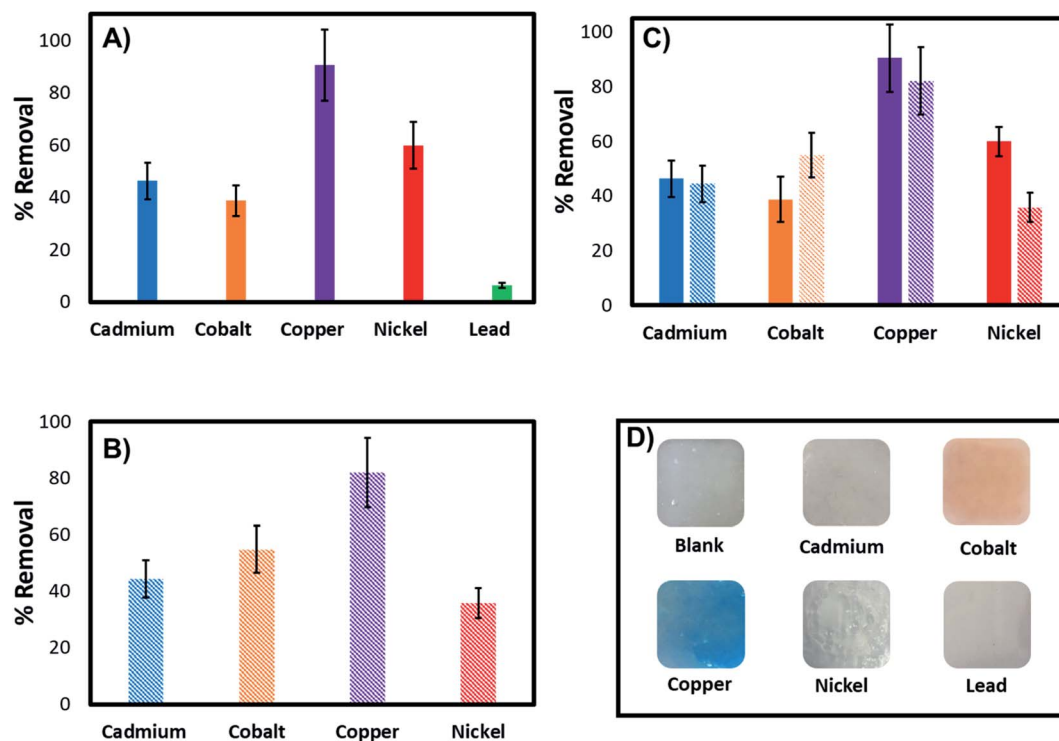 A)
% Removal
100
80
60
40
20
0
Cadmium Cobalt Copper Nickel Lead
C)
% Removal
100
80
60
40
20
0
Cadmium Cobalt Copper Nickel
B)
% Removal
100
80
60
40
20
0
Cadmium Cobalt Copper Nickel
D)
Blank Cadmium Cobalt
Copper Nickel Lead